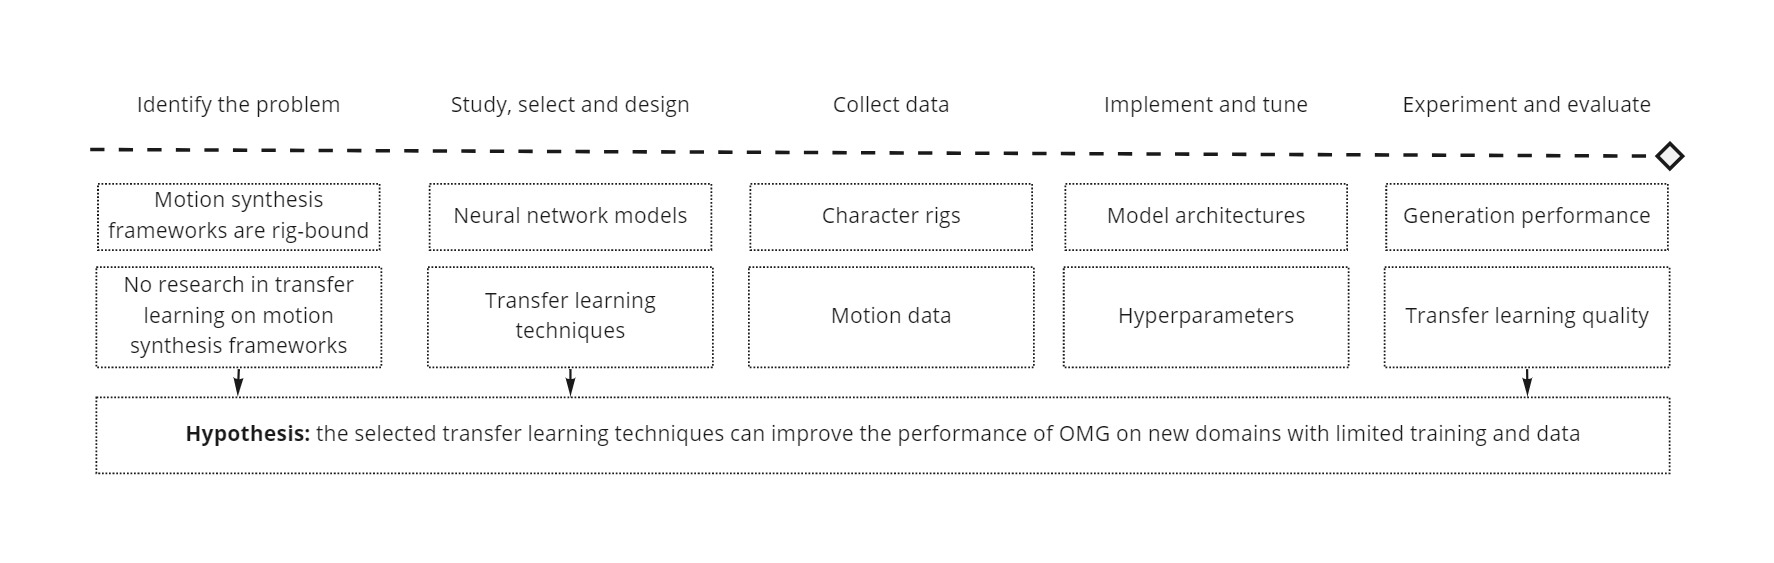 Identify the problem
Study, select and design
Collect data
Implement and tune
Experiment and evaluate
Motion synthesis
frameworks are rig-bound
Neural network models
Character rigs
Model architectures
Generation performance
No research in transfer
learning on motion
synthesis frameworks
Transfer learning
techniques
Motion data
Hyperparameters
Transfer learning quality
Hypothesis: the selected transfer learning techniques can improve the performance of OMG on new domains with limited training and data